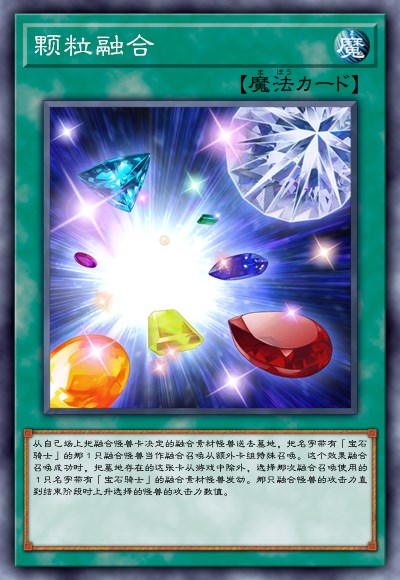 颗粒融合
魔
【魔法カード】
まほう
从自己场上把融合怪兽卡决定的融合素材怪兽送去墓地，把名字带有「宝石
骑士」的那１只融合怪兽当作融合召唤从额外卡组特殊召唤。这个效果融合
召唤成功时，把墓地存在的这张卡从游戏中除外，选择那次融合召唤使用的
１只名字带有「宝石骑士」的怪兽发动。那只融合怪兽的攻击力直
到结束阶段时上升选择的怪兽的攻击力数值。